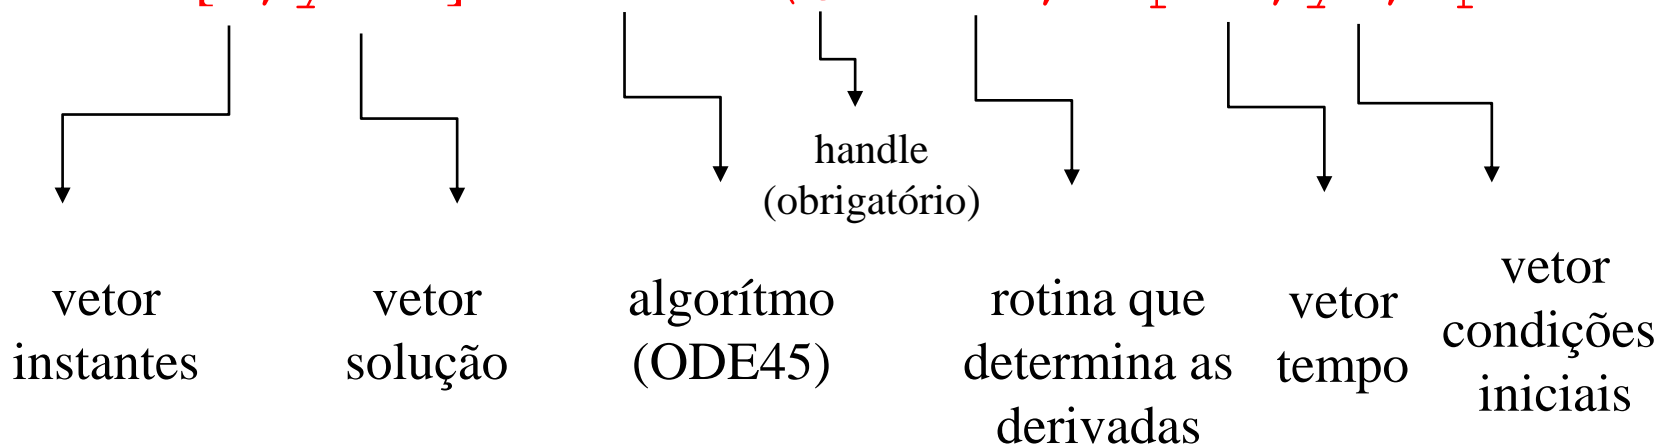 handle
(obrigatório)
vetor
instantes
vetor
solução
algorítmo
(ODE45)
rotina que
determina as
derivadas
vetor
tempo
vetor
condições
iniciais